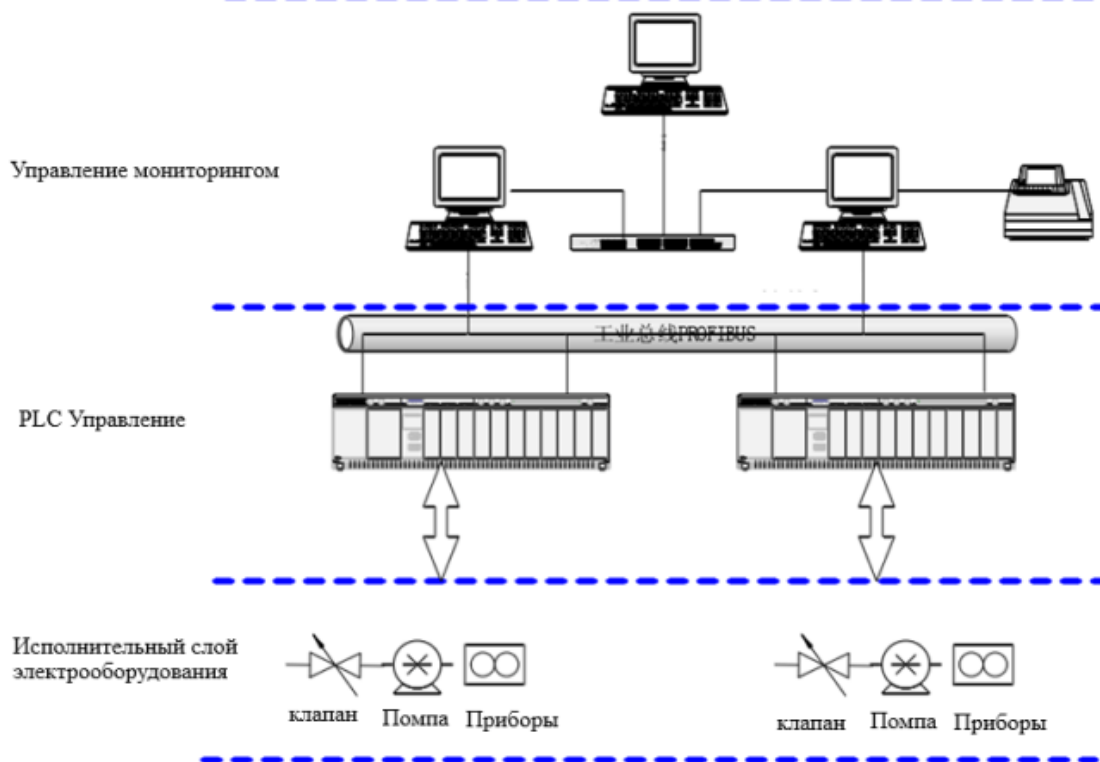 Управление мониторингом
工业总线PROFIBUS
PLC Управление
Исполнительный слой
электрооборудования
клапан Помпа Приборы
клапан Помпа Приборы